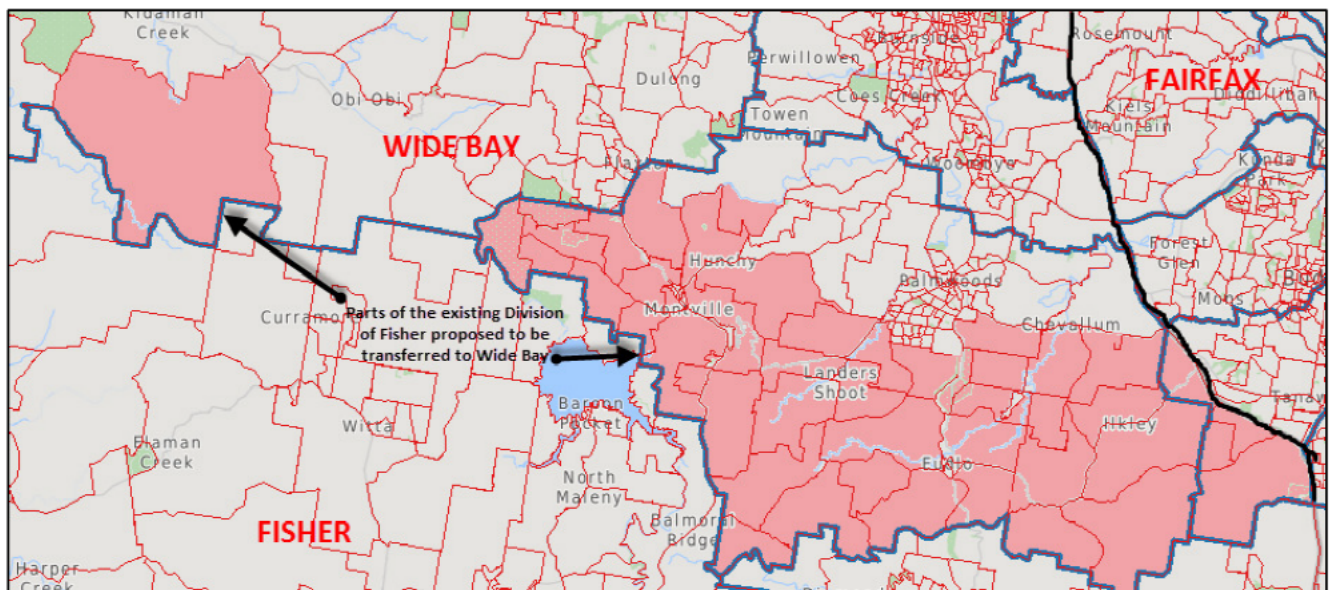 Kidaman
Creek
Rosemount
Burnside
Perwillowen
FAIRFAX
Dulong
Diddillibah
Obi Obi
Coes Creek
Kiels
Mountain
Towen
Mountain
WIDE BAY
Flaxton
Woombye
Kunda
Park
Forest
Glen
Hunchy
Palmwoods
Mons
Montville
Chevallum
Parts of the existing Division
of Fisher proposed to be
transferred to Wide Bay
Landers
Shoot
Baroon
Pocket
Witta
Ilkley
Elaman
Creek
Eudlo
North
Maleny
FISHER
Balmoral
Ridge
Harper
Creek